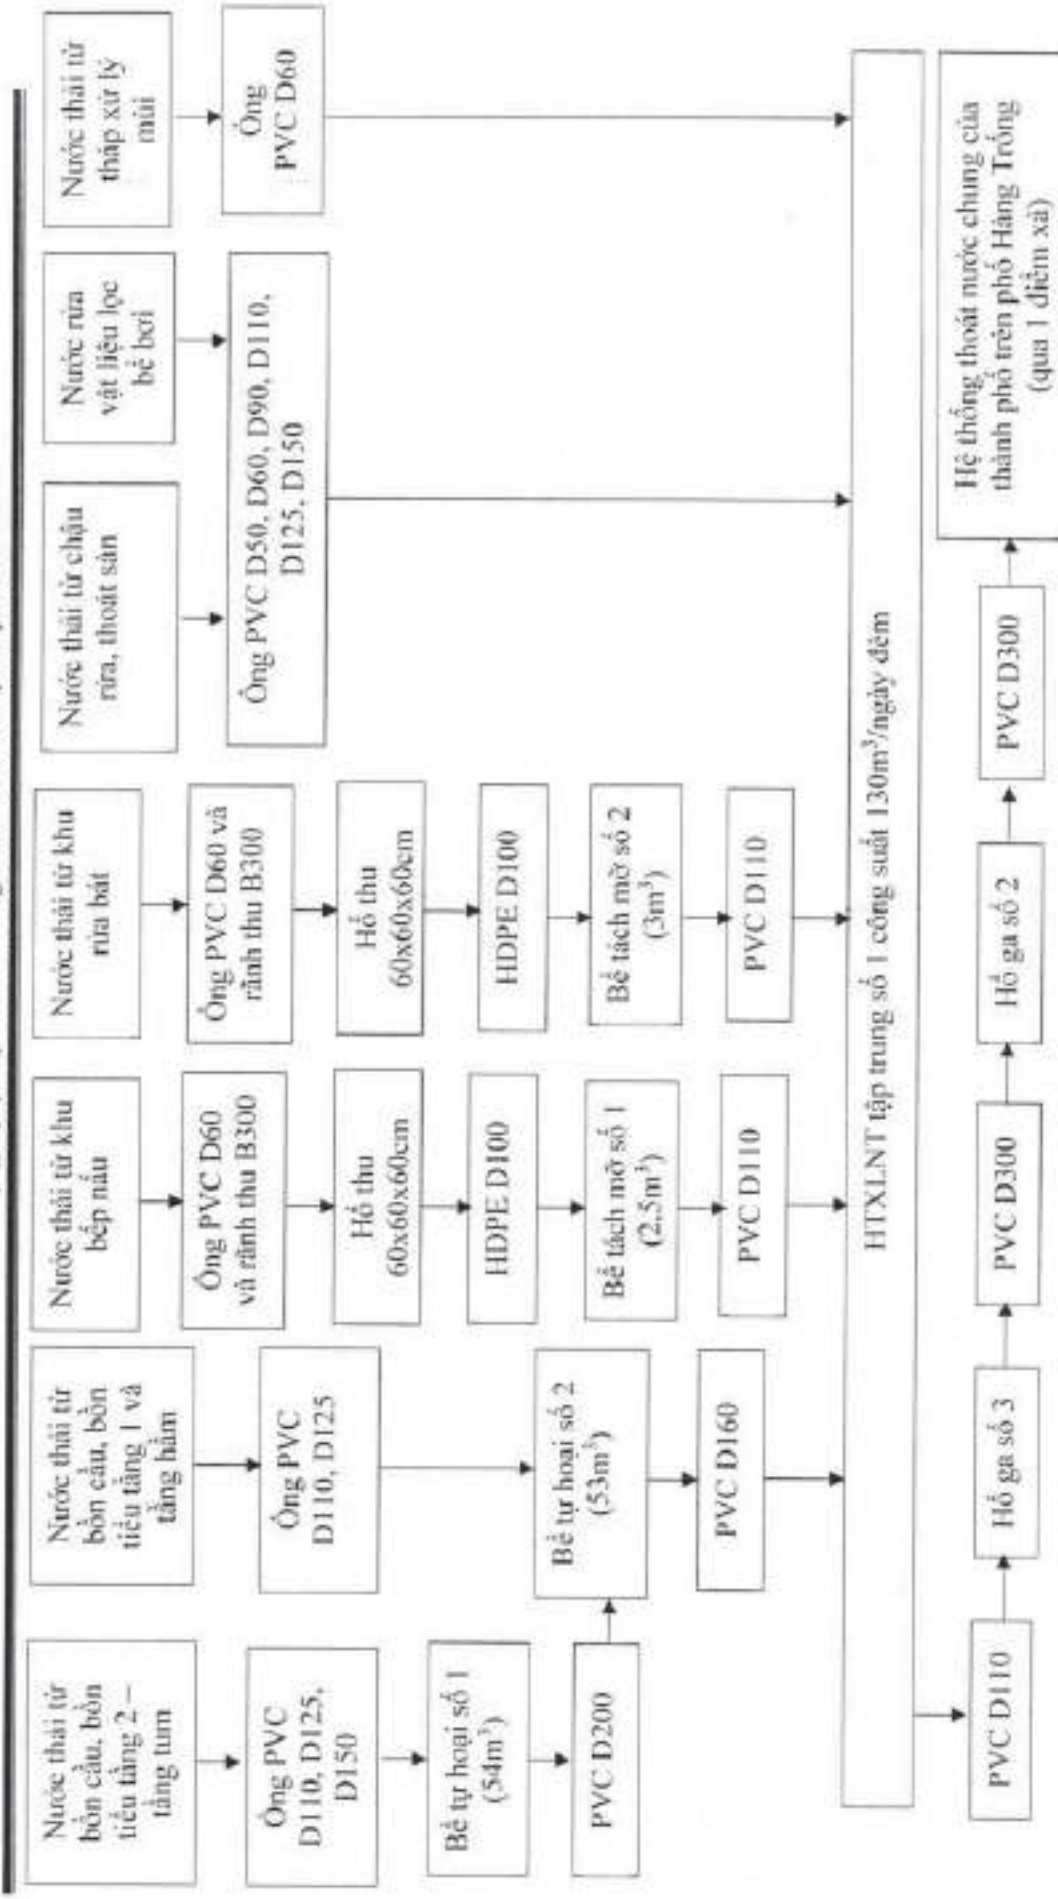 Nước thải từ
bồn cầu, bồn
tiểu tầng 2 –
tầng tum
Ống PVC
D110, D125,
D150
Bể tự hoại số 1
(54m³)
PVC D200
Nước thải từ
bồn cầu, bồn
tiểu tầng 1 và
tầng hầm
Ống PVC
D110, D125
Bể tự hoại số 2
(53m³)
PVC D160
Nước thải từ khu
bếp nấu
Ống PVC D60
và rãnh thu B300
Hố thu
60x60x60cm
HDPE D100
Bể tách mỡ số 1
(2,5m³)
PVC D110
Nước thải từ khu
rửa bát
Ống PVC D60 và
rãnh thu B300
Hố thu
60x60x60cm
HDPE D100
Bể tách mỡ số 2
(3m³)
PVC D110
Nước thải từ chậu
rửa, thoát sàn
Nước rửa
vật liệu lọc
bể bơi
Ống PVC D50, D60, D90, D110,
D125, D150
Nước thải từ
tháp xử lý
mùi
Ống
PVC D60
HTXLNT tập trung số 1 công suất 130m³/ngày đêm
PVC D110
Hố ga số 3
PVC D300
Hố ga số 2
PVC D300
Hệ thống thoát nước chung của
thành phố trên phố Hàng Trống
(qua 1 điểm xả)